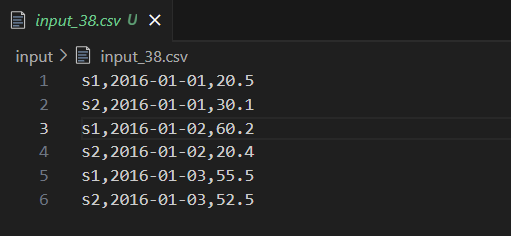 input_38.csv U
input > input_38.csv
1 s1,2016-01-01,20.5
2 s2,2016-01-01,30.1
3 s1,2016-01-02,60.2
4 s2,2016-01-02,20.4
5 s1,2016-01-03,55.5
6 s2,2016-01-03,52.5